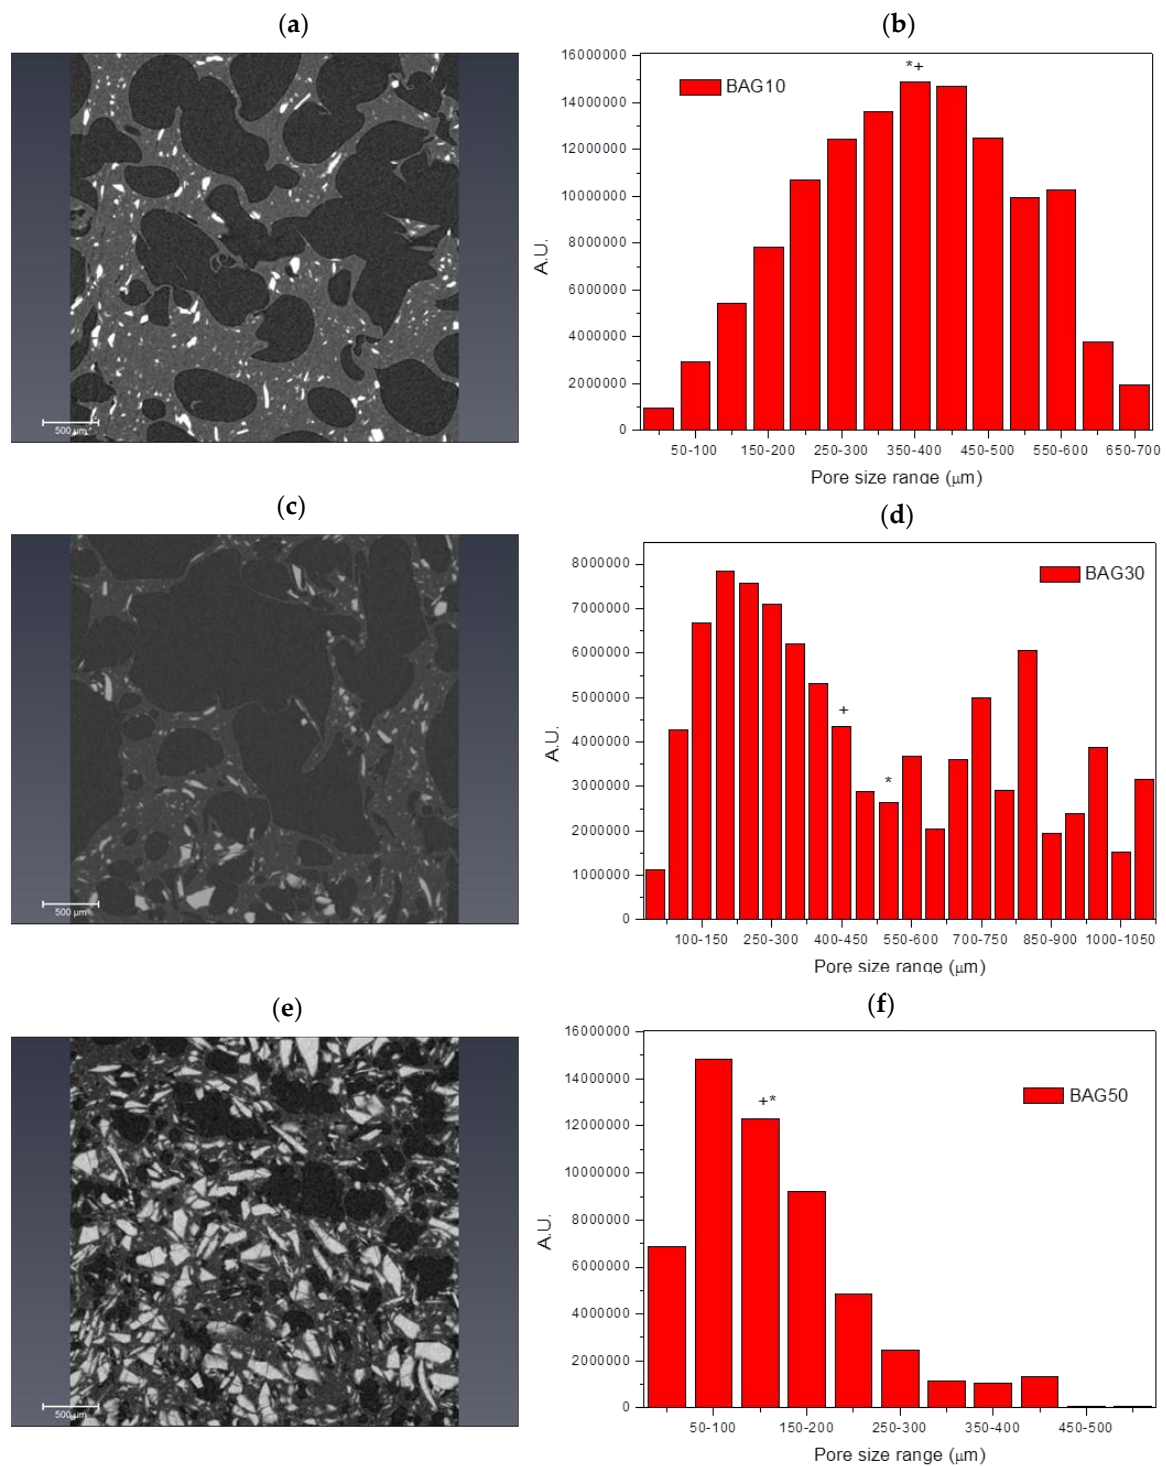 (a)
(b)
500 µm
A.U.
16000000
14000000
12000000
10000000
8000000
6000000
4000000
2000000
0
*+
BAG10
50-100
150-200
250-300
350-400
450-500
550-600
650-700
Pore size range (µm)
(c)
(d)
500 µm
A.U.
8000000
7000000
6000000
5000000
4000000
3000000
2000000
1000000
0
+
*
BAG30
100-150
250-300
400-450
550-600
700-750
850-900
1000-1050
Pore size range (µm)
(e)
(f)
500 µm
A.U.
16000000
14000000
12000000
10000000
8000000
6000000
4000000
2000000
0
+*
BAG50
50-100
150-200
250-300
350-400
450-500
Pore size range (µm)